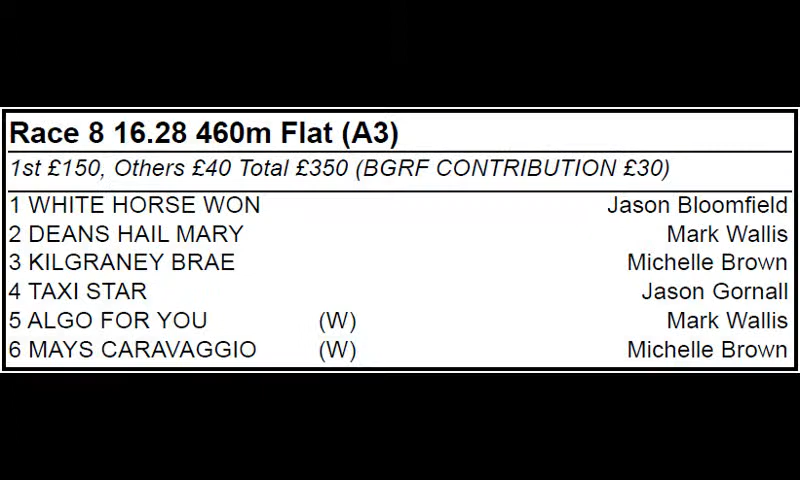 Race 8 16.28 460m Flat (A3)
1st £150, Others £40 Total £350 (BGRF CONTRIBUTION £30)
1 WHITE HORSE WON Jason Bloomfield
2 DEANS HAIL MARY Mark Wallis
3 KILGRANEY BRAE Michelle Brown
4 TAXI STAR Jason Gornall
5 ALGO FOR YOU (W) Mark Wallis
6 MAYS CARAVAGGIO (W) Michelle Brown